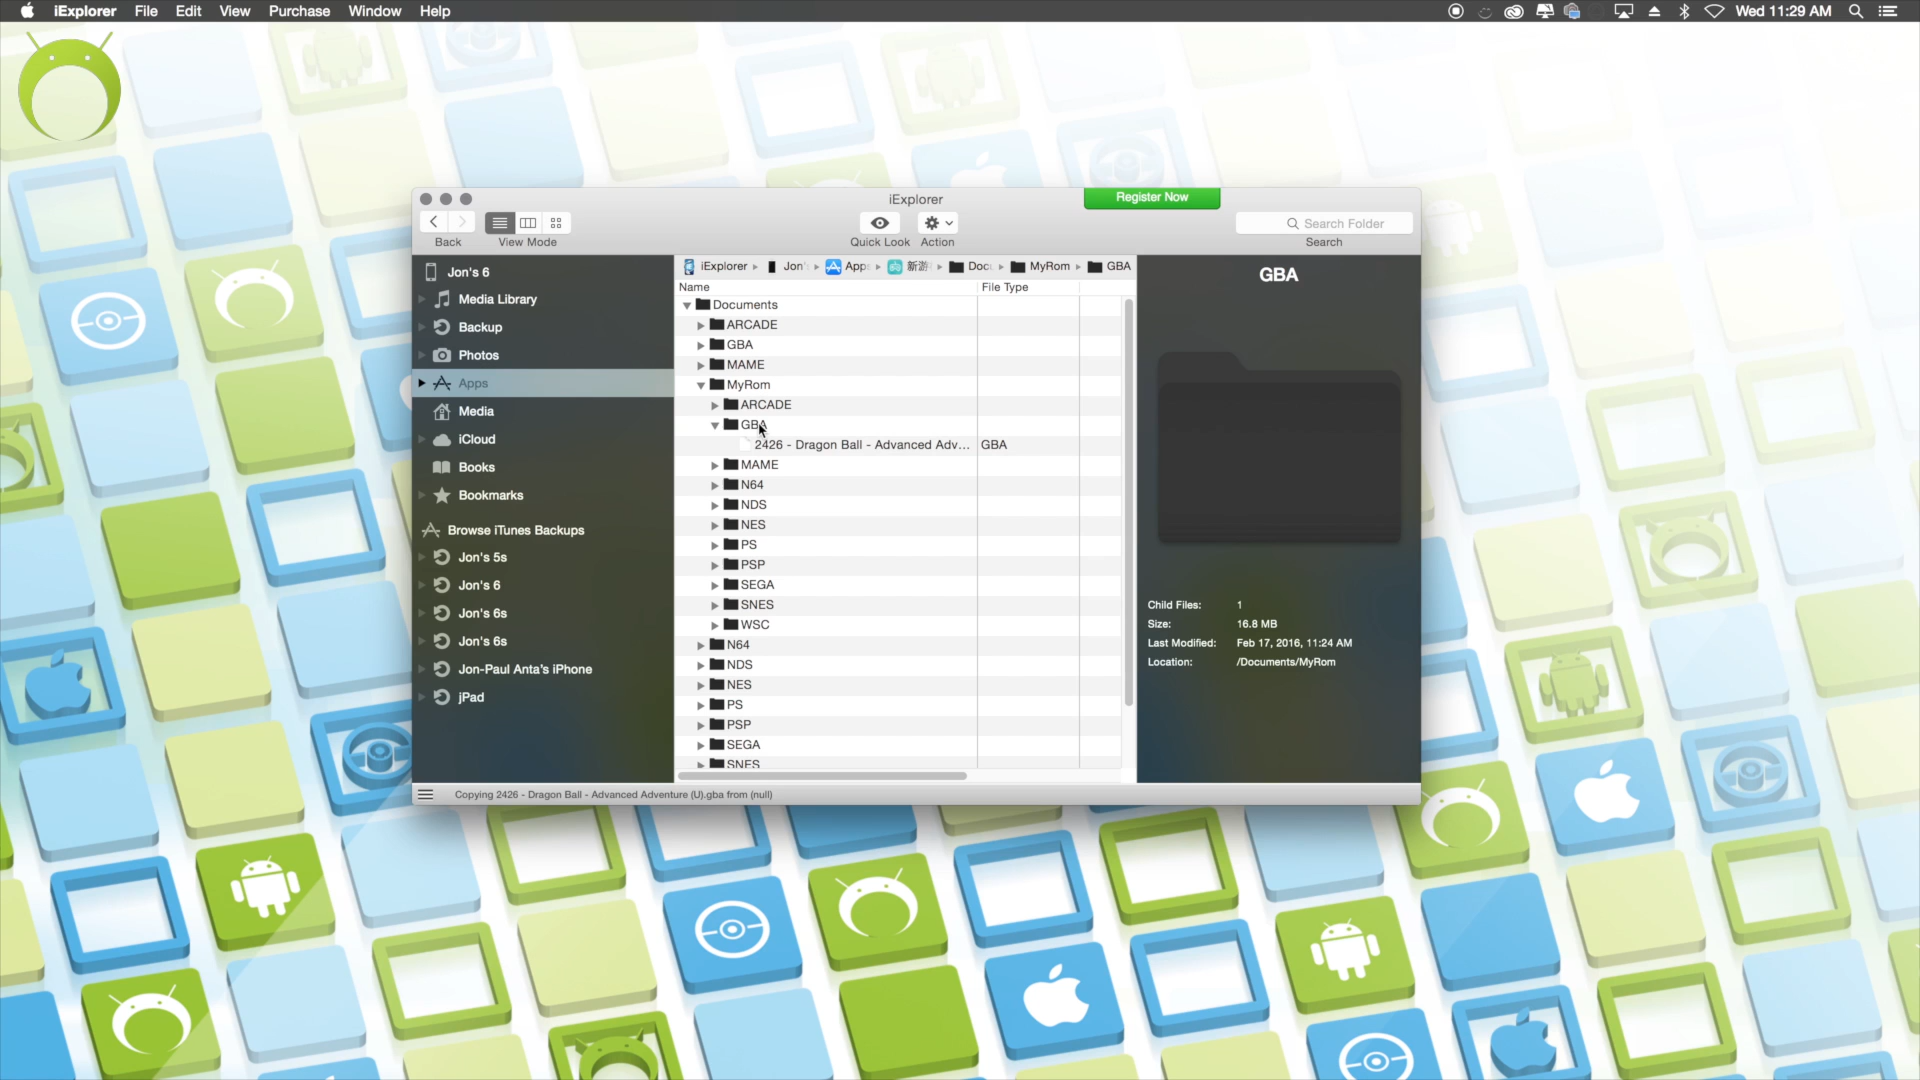 iExplorer File Edit View Purchase Window Help
Wed 11:29 AM
iExplorer
Register Now
Search Folder
Back View Mode Quick Look Action Search
Jon's 6
Media Library
Backup
Photos
Apps
Media
iCloud
Books
Bookmarks
Browse iTunes Backups
Jon's 5s
Jon's 6
Jon's 6s
Jon's 6s
Jon-Paul Anta's iPhone
jPad
iExplorer Jon' App 新游 Doc MyRom GBA
Name File Type
Documents
ARCADE
GBA
MAME
MyRom
ARCADE
GBA
2426 - Dragon Ball - Advanced Adv... GBA
MAME
N64
NDS
NES
PS
PSP
SEGA
SNES
WSC
N64
NDS
NES
PS
PSP
SEGA
SNES
GBA
Child Files: 1
Size: 16.8 MB
Last Modified: Feb 17, 2016, 11:24 AM
Location: /Documents/MyRom
Copying 2426 - Dragon Ball - Advanced Adventure (U).gba from (null)